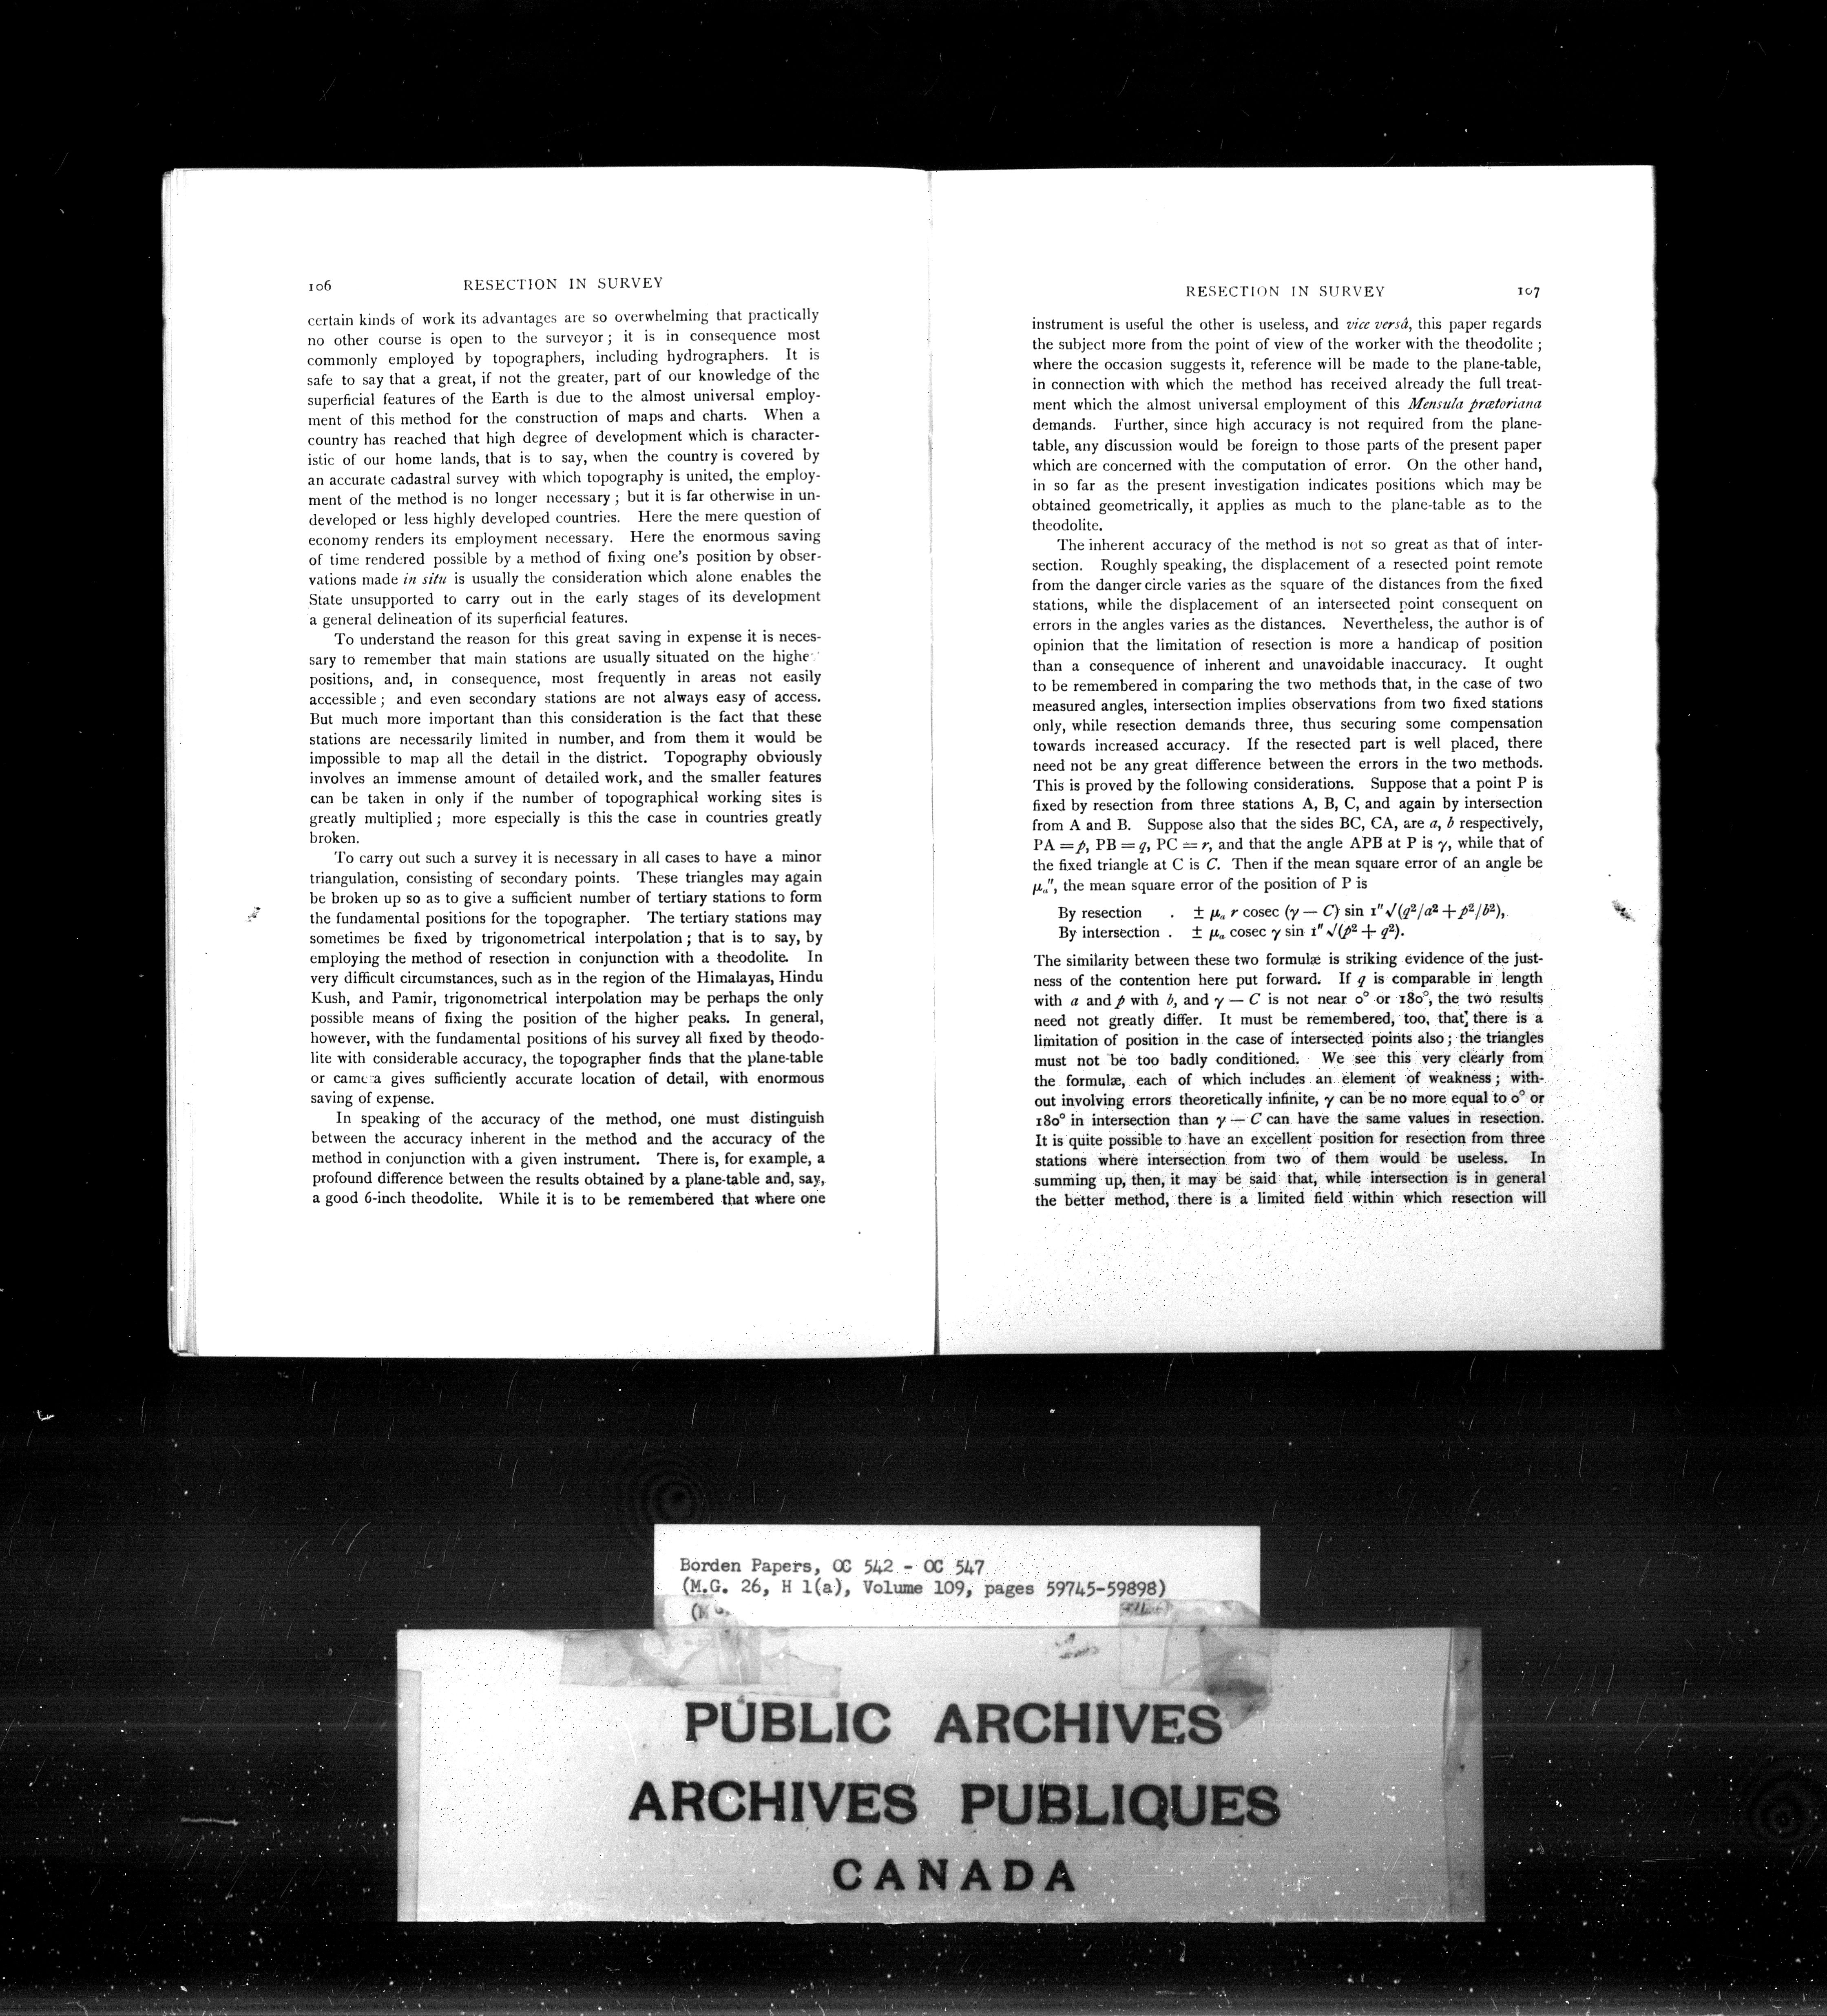 106 RESECTION IN SURVEY
certain kinds of work its advantages are so overwhelming that practically
no other course is open to the surveyor; it is in consequence most
commonly employed by topographers, including hydrographers. It is
safe to say that a great, if not the greater, part of our knowledge of the
superficial features of the Earth is due to the almost universal employ-
ment of this method for the construction of maps and charts. When a
country has reached that high degree of development which is character-
istic of our home lands, that is to say, when the country is covered by
an accurate cadastral survey with which topography is united, the employ-
ment of the method is no longer necessary; but it is far otherwise in un-
developed or less highly developed countries. Here the mere question of
economy renders its employment necessary. Here the enormous saving
of time rendered possible by a method of fixing one's position by obser-
vations made in situ is usually the consideration which alone enables the
State unsupported to carry out in the early stages of its development
a general delineation of its superficial features.
To understand the reason for this great saving in expense it is neces-
sary to remember that main stations are usually situated on the highe
positions, and, in consequence, most frequently in areas not easily
accessible; and even secondary stations are not always easy of access.
But much more important than this consideration is the fact that these
stations are necessarily limited in number, and from them it would be
impossible to map all the detail in the district. Topography obviously
involves an immense amount of detailed work, and the smaller features
can be taken in only if the number of topographical working sites is
greatly multiplied; more especially is this the case in countries greatly
broken.
To carry out such a survey it is necessary in all cases to have a minor
triangulation, consisting of secondary points. These triangles may again
be broken up so as to give a sufficient number of tertiary stations to form
the fundamental positions for the topographer. The tertiary stations may
sometimes be fixed by trigonometrical interpolation; that is to say, by
employing the method of resection in conjunction with a theodolite. In
very difficult circumstances, such as in the region of the Himalayas, Hindu
Kush, and Pamir, trigonometrical interpolation may be perhaps the only
possible means of fixing the position of the higher peaks. In general,
however, with the fundamental positions of his survey all fixed by theodo-
lite with considerable accuracy, the topographer finds that the plane-table
or camera gives sufficiently accurate location of detail, with enormous
saving of expense.
In speaking of the accuracy of the method, one must distinguish
between the accuracy inherent in the method and the accuracy of the
method in conjunction with a given instrument. There is, for example, a
profound difference between the results obtained by a plane-table and, say,
a good 6-inch theodolite. While it is to be remembered that where one
RESECTION IN SURVEY 107
instrument is useful the other is useless, and vice versâ, this paper regards
the subject more from the point of view of the worker with the theodolite;
where the occasion suggests it, reference will be made to the plane-table,
in connection with which the method has received already the full treat-
ment which the almost universal employment of this Mensula prætoriana
demands. Further, since high accuracy is not required from the plane-
table, any discussion would be foreign to those parts of the present paper
which are concerned with the computation of error. On the other hand,
in so far as the present investigation indicates positions which may be
obtained geometrically, it applies as much to the plane-table as to the
theodolite.
The inherent accuracy of the method is not so great as that of inter-
section. Roughly speaking, the displacement of a resected point remote
from the danger circle varies as the square of the distances from the fixed
stations, while the displacement of an intersected point consequent on
errors in the angles varies as the distances. Nevertheless, the author is of
opinion that the limitation of resection is more a handicap of position
than a consequence of inherent and unavoidable inaccuracy. It ought
to be remembered in comparing the two methods that, in the case of two
measured angles, intersection implies observations from two fixed stations
only, while resection demands three, thus securing some compensation
towards increased accuracy. If the resected part is well placed, there
need not be any great difference between the errors in the two methods.
This is proved by the following considerations. Suppose that a point P is
fixed by resection from three stations A, B, C, and again by intersection
from A and B. Suppose also that the sides BC, CA, are a, b respectively,
PA = p, PB = q, PC = r, and that the angle APB at P is γ, while that of
the fixed triangle at C is C. Then if the mean square error of an angle be
μₐ″, the mean square error of the position of P is
By resection . ± μₐ r cosec (γ — C) sin 1″ √(q²/a² + p²/b²),
By intersection . ± μₐ cosec γ sin 1″ √(p² + q²).
The similarity between these two formulæ is striking evidence of the just-
ness of the contention here put forward. If q is comparable in length
with a and p with b, and γ — C is not near 0° or 180°, the two results
need not greatly differ. It must be remembered, too, that there is a
limitation of position in the case of intersected points also; the triangles
must not be too badly conditioned. We see this very clearly from
the formulæ, each of which includes an element of weakness; with-
out involving errors theoretically infinite, γ can be no more equal to 0° or
180° in intersection than γ — C can have the same values in resection.
It is quite possible to have an excellent position for resection from three
stations where intersection from two of them would be useless. In
summing up, then, it may be said that, while intersection is in general
the better method, there is a limited field within which resection will
Borden Papers, OC 542 - OC 547
(M.G. 26, H 1(a), Volume 109, pages 59745-59898)
PUBLIC ARCHIVES
ARCHIVES PUBLIQUES
CANADA